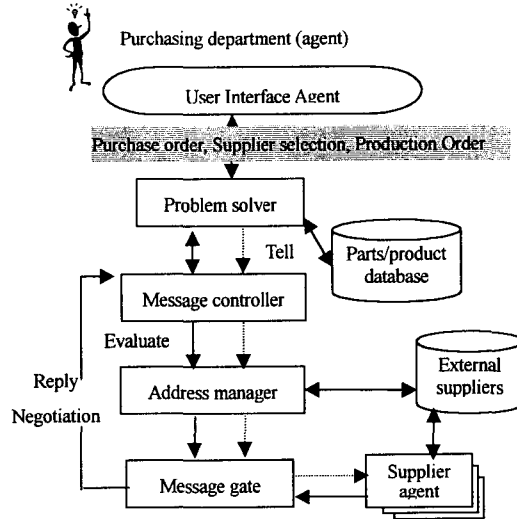 Purchasing department (agent)
User Interface Agent
Purchase order, Supplier selection, Production Order
Problem solver
Tell
Parts/product
database
Message controller
Evaluate
External
suppliers
Reply
Address manager
Negotiation
Message gate
Supplier
agent